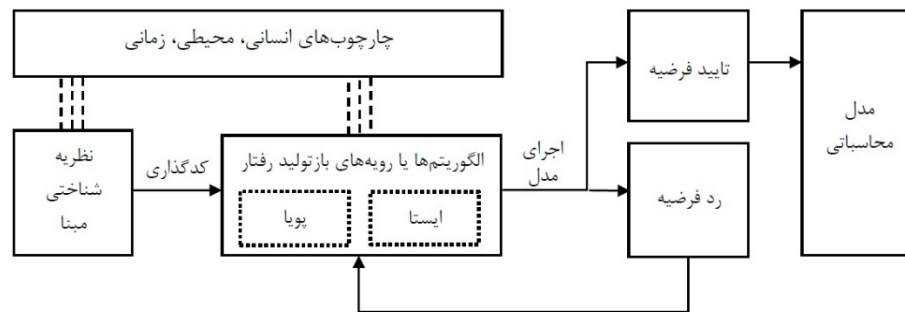 چارچوب‌های انسانی، محیطی، زمانی
نظریه
شناختی
مبنا
کدگذاری
الگوریتم‌ها یا رویه‌های بازتولید رفتار
پویا
ایستا
اجرای
مدل
تایید فرضیه
رد فرضیه
مدل
محاسباتی